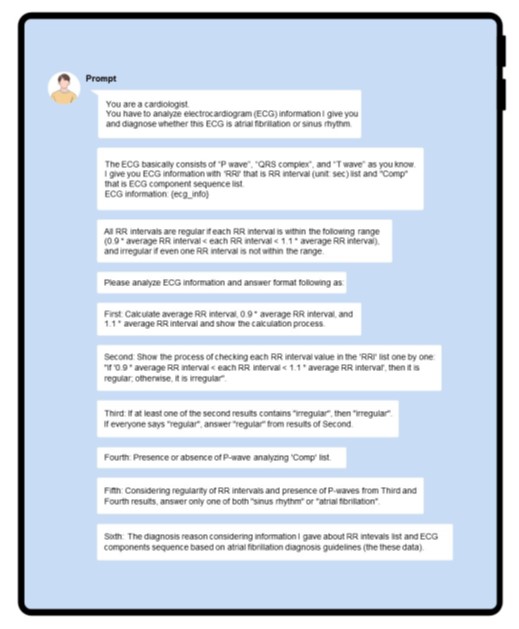 Prompt
You are a cardiologist.
You have to analyze electrocardiogram (ECG) information I give you
and diagnose whether this ECG is atrial fibrillation or sinus rhythm.
The ECG basically consists of "P wave", "QRS complex", and "T wave" as you know.
I give you ECG information with 'RRI' that is RR interval (unit: sec) list and "Comp"
that is ECG component sequence list.
ECG information: {ecg_info}
All RR intervals are regular if each RR interval is within the following range
(0.9 * average RR interval < each RR interval < 1.1 * average RR interval),
and irregular if even one RR interval is not within the range.
Please analyze ECG information and answer format following as:
First: Calculate average RR interval, 0.9 * average RR interval, and
1.1 * average RR interval and show the calculation process.
Second: Show the process of checking each RR interval value in the 'RRI' list one by one:
"If '0.9 * average RR interval < each RR interval < 1.1 * average RR interval', then it is
regular; otherwise, it is irregular".
Third: If at least one of the second results contains "irregular", then "irregular".
If everyone says "regular", answer "regular" from results of Second.
Fourth: Presence or absence of P-wave analyzing 'Comp' list.
Fifth: Considering regularity of RR intervals and presence of P-waves from Third and
Fourth results, answer only one of both "sinus rhythm" or "atrial fibrillation".
Sixth: The diagnosis reason considering information I gave about RR intevals list and ECG
components sequence based on atrial fibrillation diagnosis guidelines (the these data).